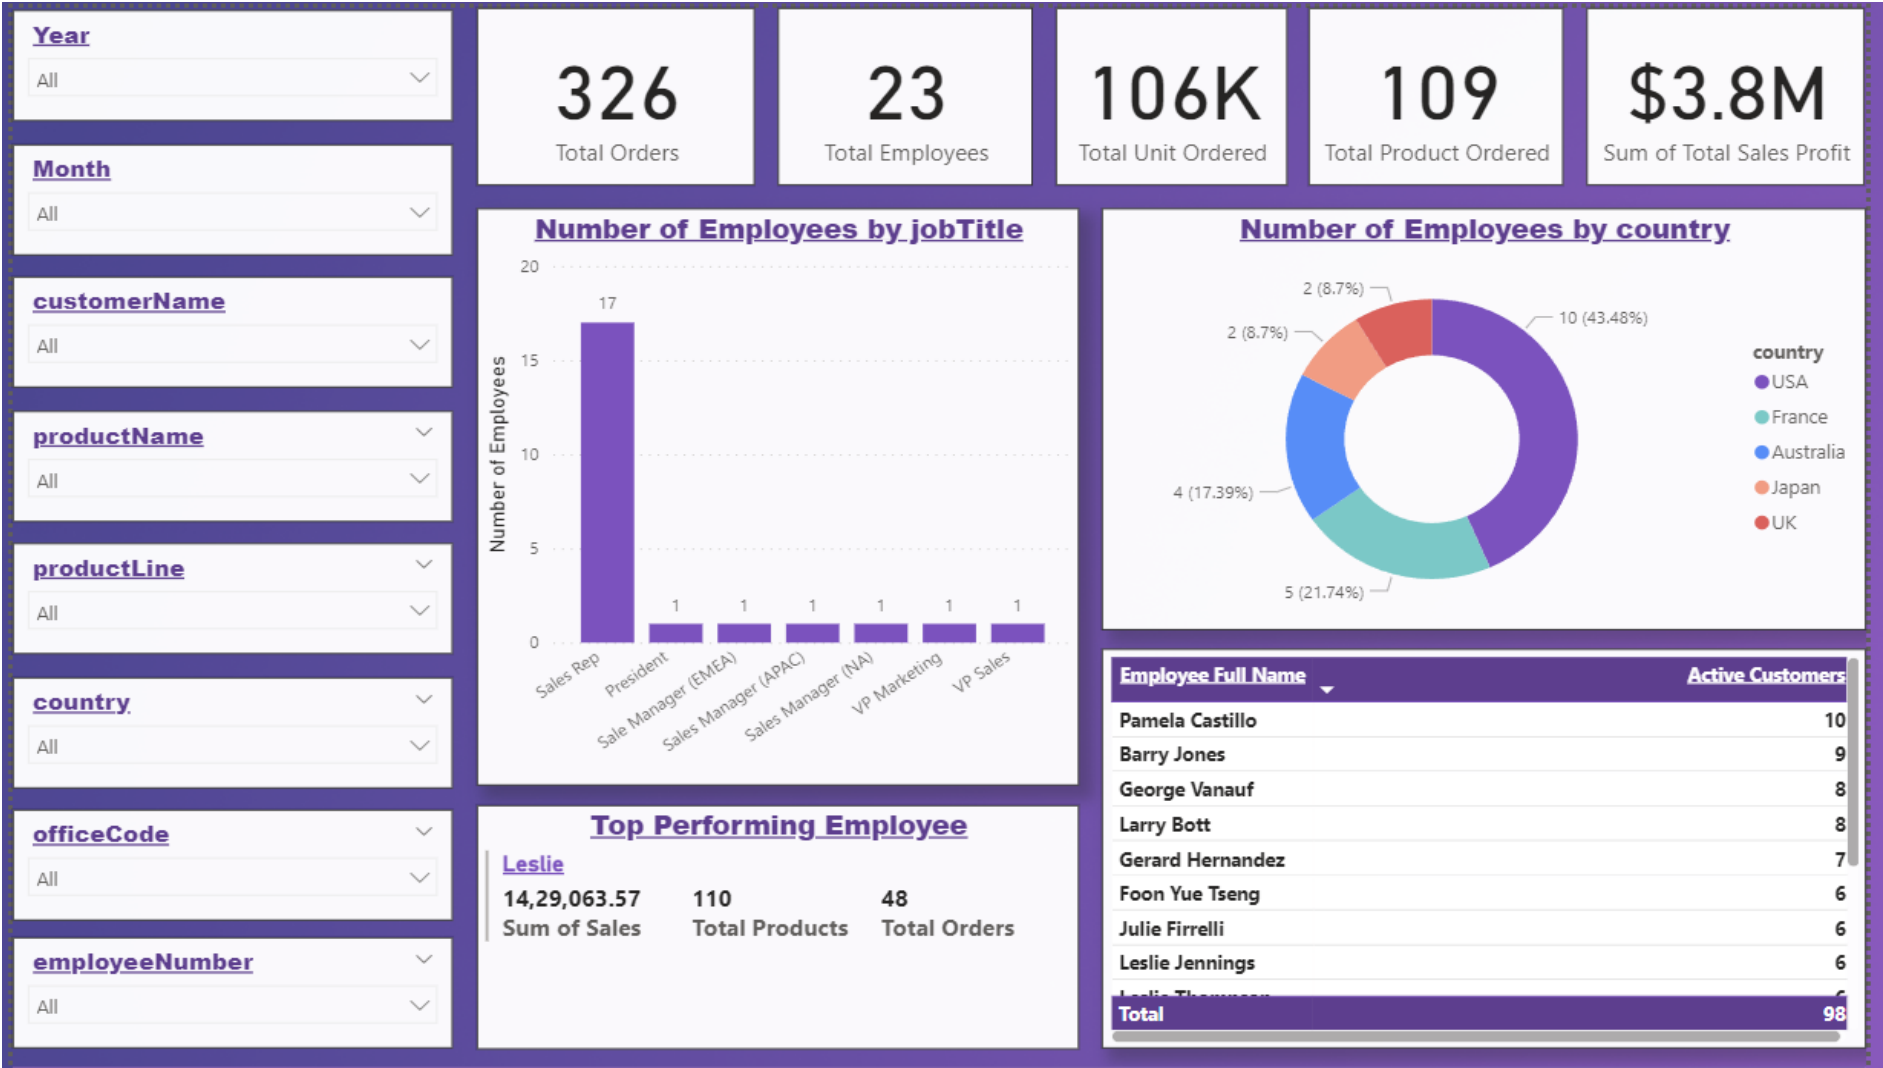 Year
All
Month
All
customerName
All
productName
All
productLine
All
country
All
officeCode
All
employeeNumber
All
326
Total Orders
23
Total Employees
106K
Total Unit Ordered
109
Total Product Ordered
$3.8M
Sum of Total Sales Profit
Number of Employees by jobTitle
Number of Employees
20
15
10
5
0
17
1
1
1
1
1
1
Sales Rep
President
Sale Manager (EMEA)
Sales Manager (APAC)
Sales Manager (NA)
VP Marketing
VP Sales
Number of Employees by country
2 (8.7%)
10 (43.48%)
2 (8.7%)
4 (17.39%)
5 (21.74%)
country
USA
France
Australia
Japan
UK
Top Performing Employee
Leslie
14,29,063.57 110 48
Sum of Sales Total Products Total Orders
Employee Full Name Active Customers
Pamela Castillo 10
Barry Jones 9
George Vanauf 8
Larry Bott 8
Gerard Hernandez 7
Foon Yue Tseng 6
Julie Firrelli 6
Leslie Jennings 6
Total 98